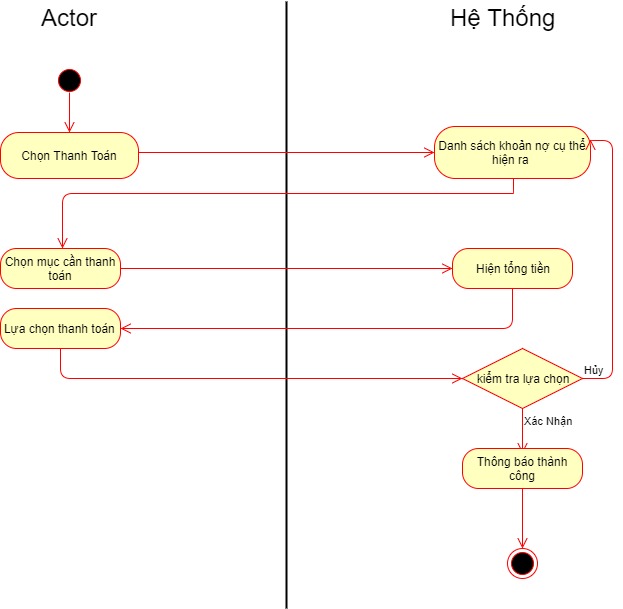 Actor
Hệ Thống
Chọn Thanh Toán
Danh sách khoản nợ cụ thể
hiện ra
Chọn mục cần thanh
toán
Hiện tổng tiền
Lựa chọn thanh toán
kiểm tra lựa chọn
Hủy
Xác Nhận
Thông báo thành
công